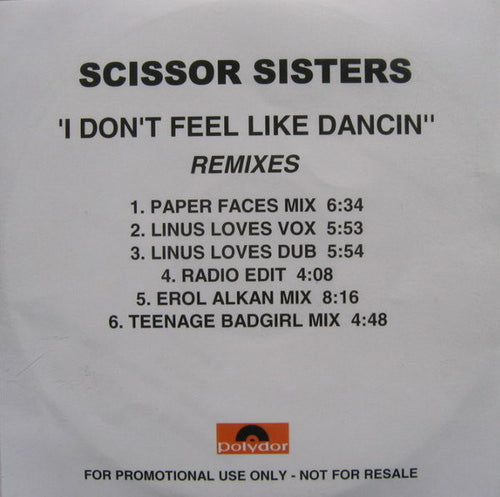 SCISSOR SISTERS
'I DON'T FEEL LIKE DANCIN''
REMIXES
1. PAPER FACES MIX 6:34
2. LINUS LOVES VOX 5:53
3. LINUS LOVES DUB 5:54
4. RADIO EDIT 4:08
5. EROL ALKAN MIX 8:16
6. TEENAGE BADGIRL MIX 4:48
polydor
FOR PROMOTIONAL USE ONLY - NOT FOR RESALE